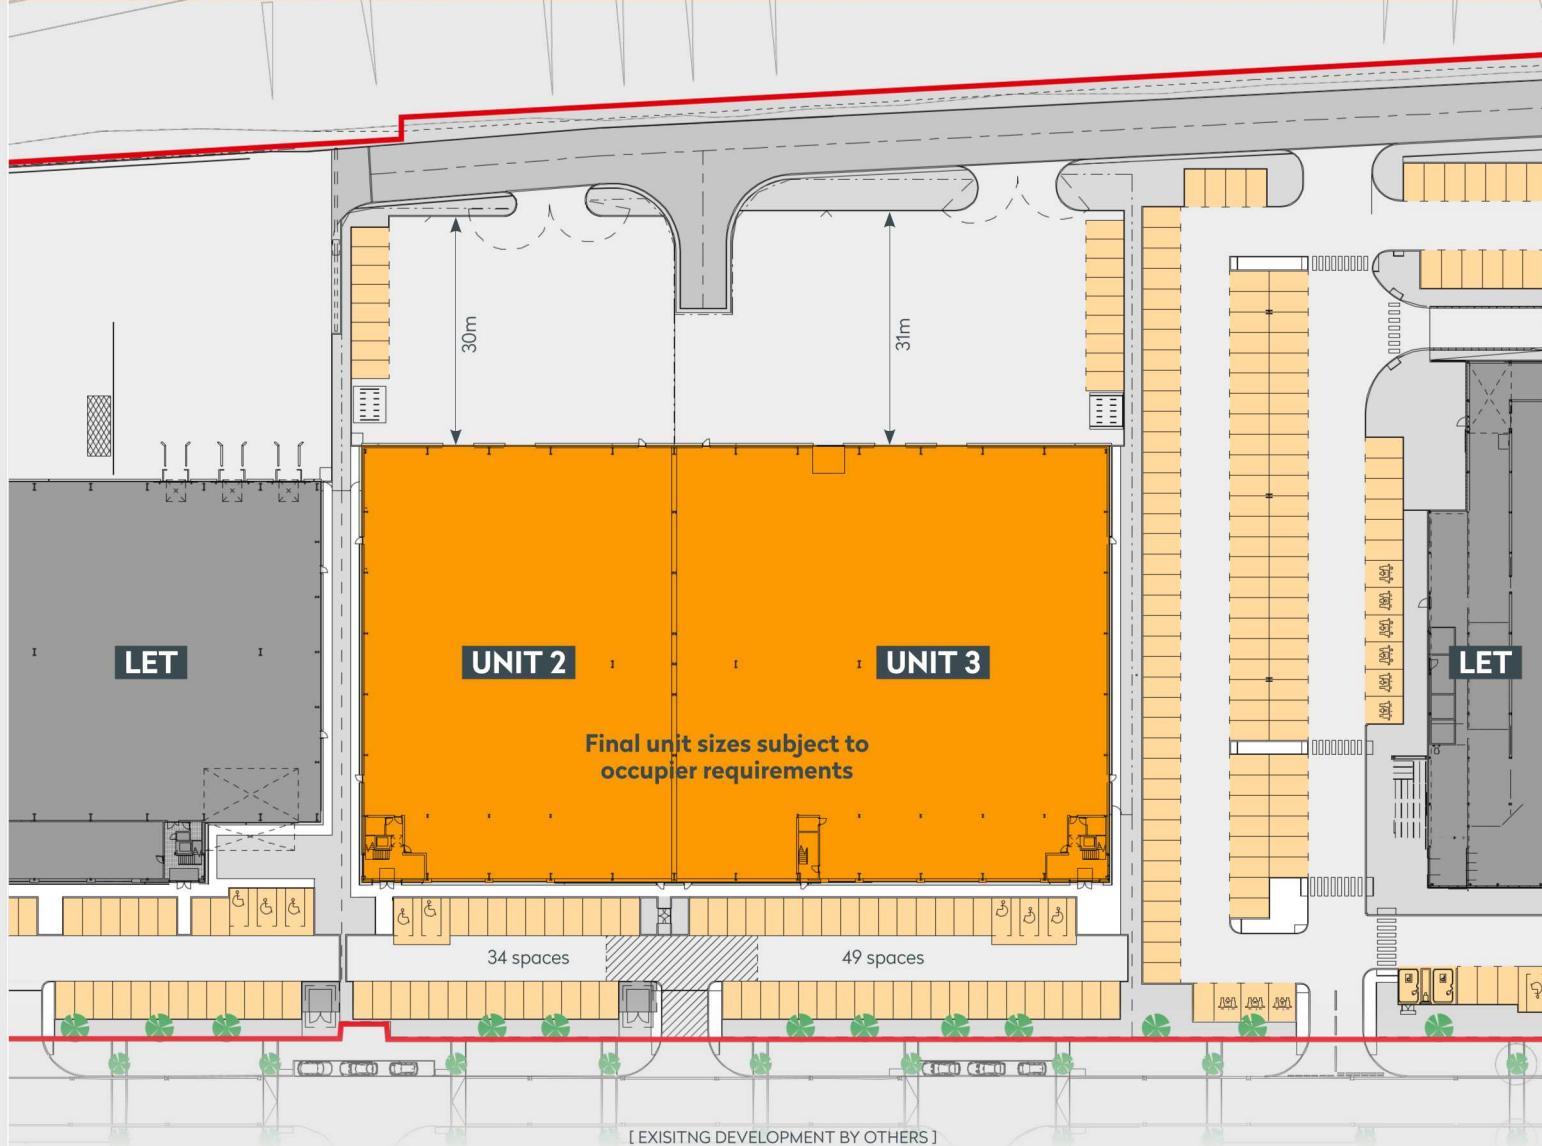 30m
31m
LET
UNIT 2
UNIT 3
LET
Final unit sizes subject to
occupier requirements
34 spaces
49 spaces
[ EXISITNG DEVELOPMENT BY OTHERS ]